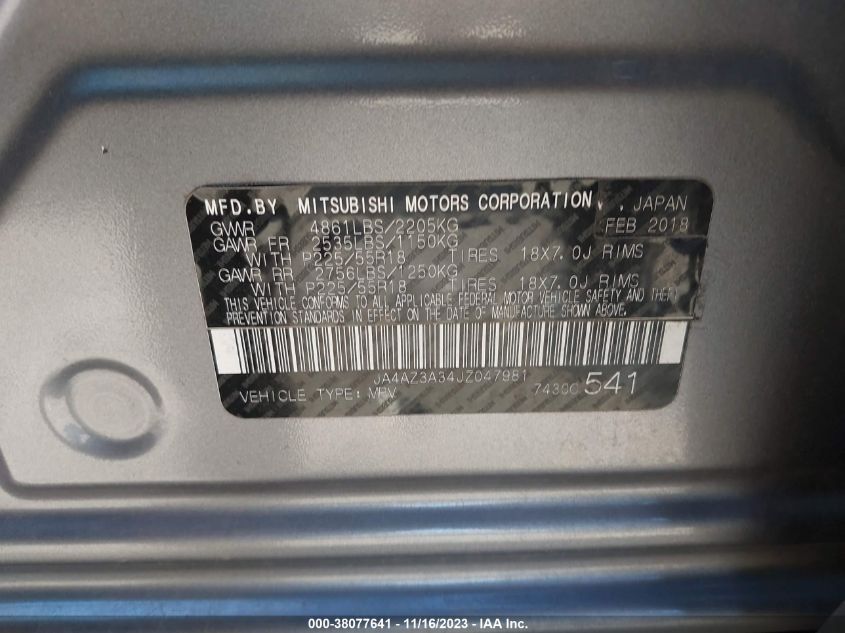 MFD.BY MITSUBISHI MOTORS CORPORATION, JAPAN
GVWR 4861LBS/2205KG FEB 2018
GAWR FR 2535LBS/1150KG
WITH P225/55R18 TIRES 18X7.0J RIMS
GAWR RR 2756LBS/1250KG
WITH P225/55R18 TIRES 18X7.0J RIMS
THIS VEHICLE CONFORMS TO ALL APPLICABLE FEDERAL MOTOR VEHICLE SAFETY AND THEFT
PREVENTION STANDARDS IN EFFECT ON THE DATE OF MANUFACTURE SHOWN ABOVE.
JA4AZ3A34JZ047981
VEHICLE TYPE: MPV 7430C 541
000-38077641 - 11/16/2023 - IAA Inc.